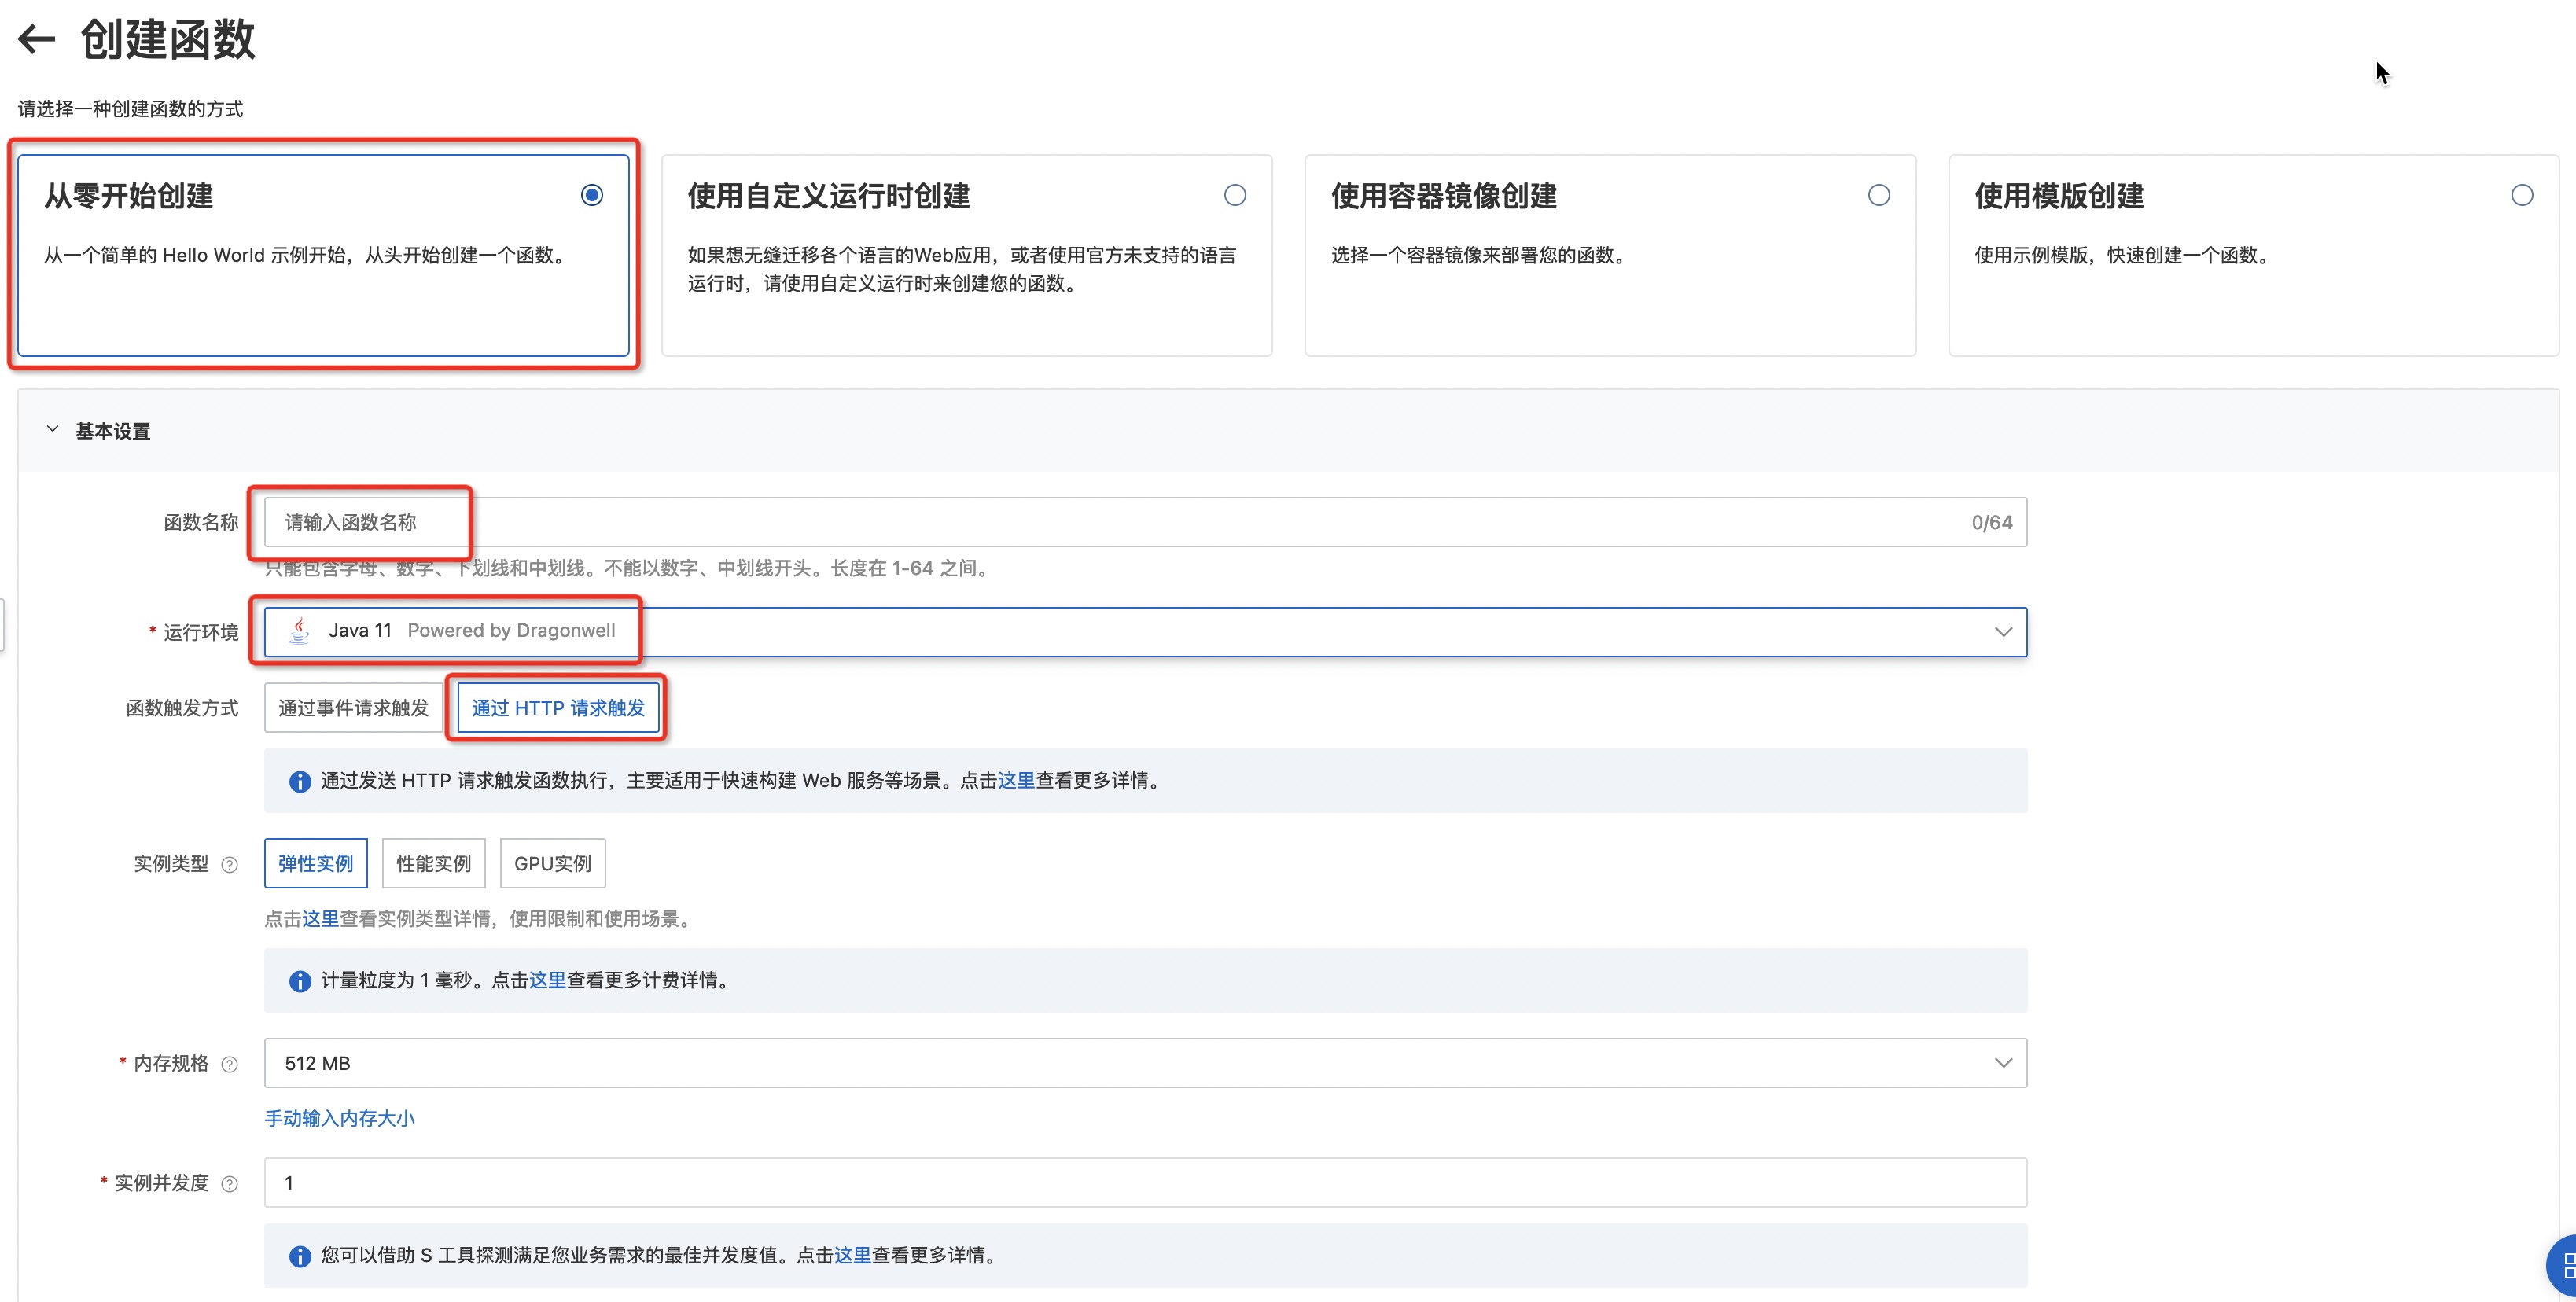 创建函数
请选择一种创建函数的方式
从零开始创建
从一个简单的 Hello World 示例开始，从头开始创建一个函数。
使用自定义运行时创建
如果想无缝迁移各个语言的Web应用，或者使用官方未支持的语言
运行时，请使用自定义运行时来创建您的函数。
使用容器镜像创建
选择一个容器镜像来部署您的函数。
使用模版创建
使用示例模版，快速创建一个函数。
基本设置
函数名称 请输入函数名称 0/64
只能包含字母、数字、下划线和中划线。不能以数字、中划线开头。长度在 1-64 之间。
* 运行环境 Java 11 Powered by Dragonwell
函数触发方式 通过事件请求触发 通过 HTTP 请求触发
通过发送 HTTP 请求触发函数执行，主要适用于快速构建 Web 服务等场景。点击这里查看更多详情。
实例类型 弹性实例 性能实例 GPU实例
点击这里查看实例类型详情，使用限制和使用场景。
计量粒度为 1 毫秒。点击这里查看更多计费详情。
* 内存规格 512 MB
手动输入内存大小
* 实例并发度 1
您可以借助 S 工具探测满足您业务需求的最佳并发度值。点击这里查看更多详情。